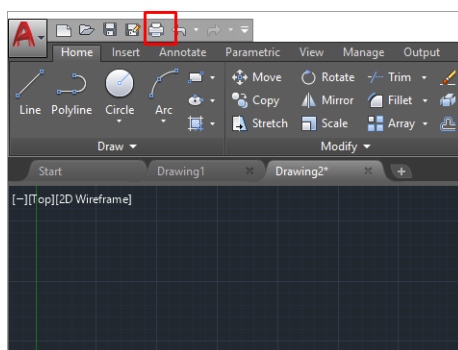 A
Home Insert Annotate Parametric View Manage Output
Line Polyline Circle Arc
Move Rotate Trim
Copy Mirror Fillet
Stretch Scale Array
Draw Modify
Start Drawing1 Drawing2*
[−][Top][2D Wireframe]